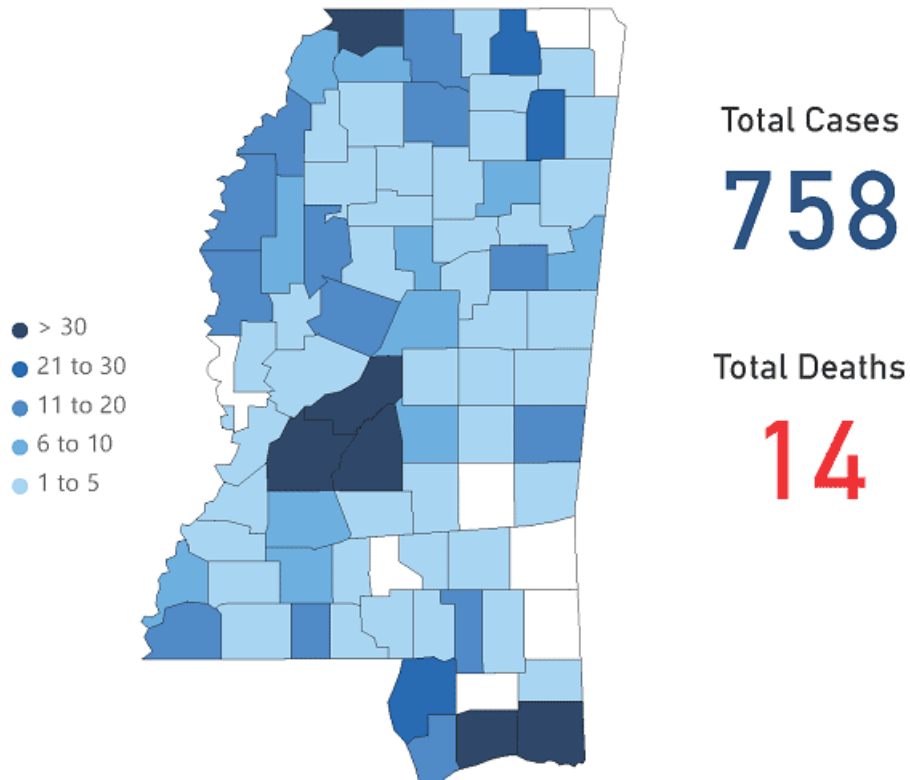 Total Cases
758
> 30
21 to 30
11 to 20
6 to 10
1 to 5
Total Deaths
14